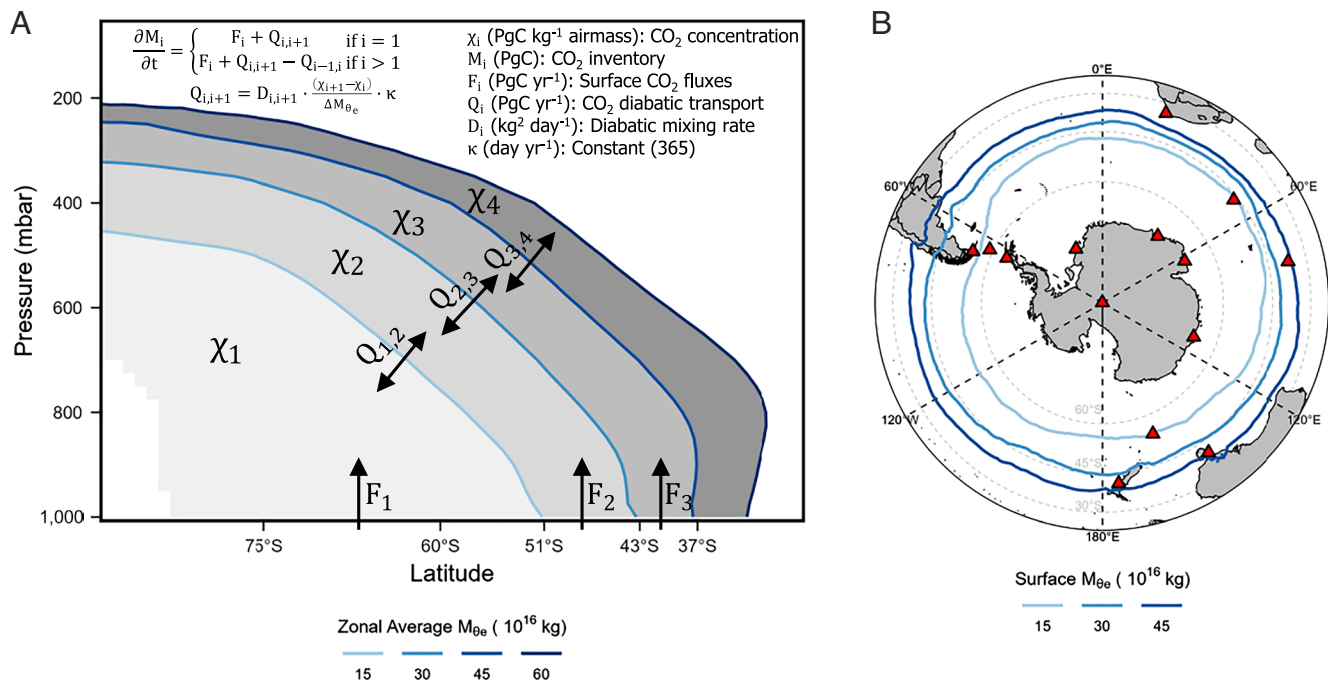 A
∂Mᵢ/∂t = { Fᵢ + Qᵢ,ᵢ₊₁ if i = 1
Fᵢ + Qᵢ,ᵢ₊₁ − Qᵢ₋₁,ᵢ if i > 1
Qᵢ,ᵢ₊₁ = Dᵢ,ᵢ₊₁ · (χᵢ₊₁−χᵢ)/ΔM_θₑ · κ
χᵢ (PgC kg⁻¹ airmass): CO₂ concentration
Mᵢ (PgC): CO₂ inventory
Fᵢ (PgC yr⁻¹): Surface CO₂ fluxes
Qᵢ (PgC yr⁻¹): CO₂ diabatic transport
Dᵢ (kg² day⁻¹): Diabatic mixing rate
κ (day yr⁻¹): Constant (365)
Pressure (mbar)
200
400
600
800
1,000
χ₁
χ₂
χ₃
χ₄
Q₁,₂
Q₂,₃
Q₃,₄
F₁
F₂
F₃
75°S
60°S
51°S
43°S
37°S
Latitude
Zonal Average M_θe ( 10¹⁶ kg)
15
30
45
60
B
0°E
60°W
60°E
120°W
120°E
180°E
60°S
45°S
30°S
Surface M_θe ( 10¹⁶ kg)
15
30
45